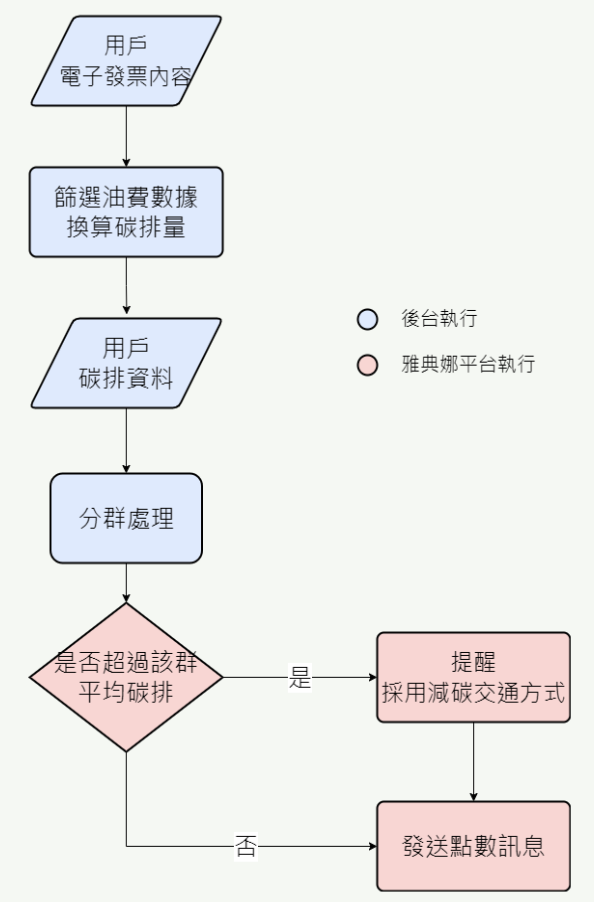 用戶
電子發票內容
篩選油費數據
換算碳排量
用戶
碳排資料
後台執行
雅典娜平台執行
分群處理
是否超過該群
平均碳排
是
提醒
採用減碳交通方式
否
發送點數訊息